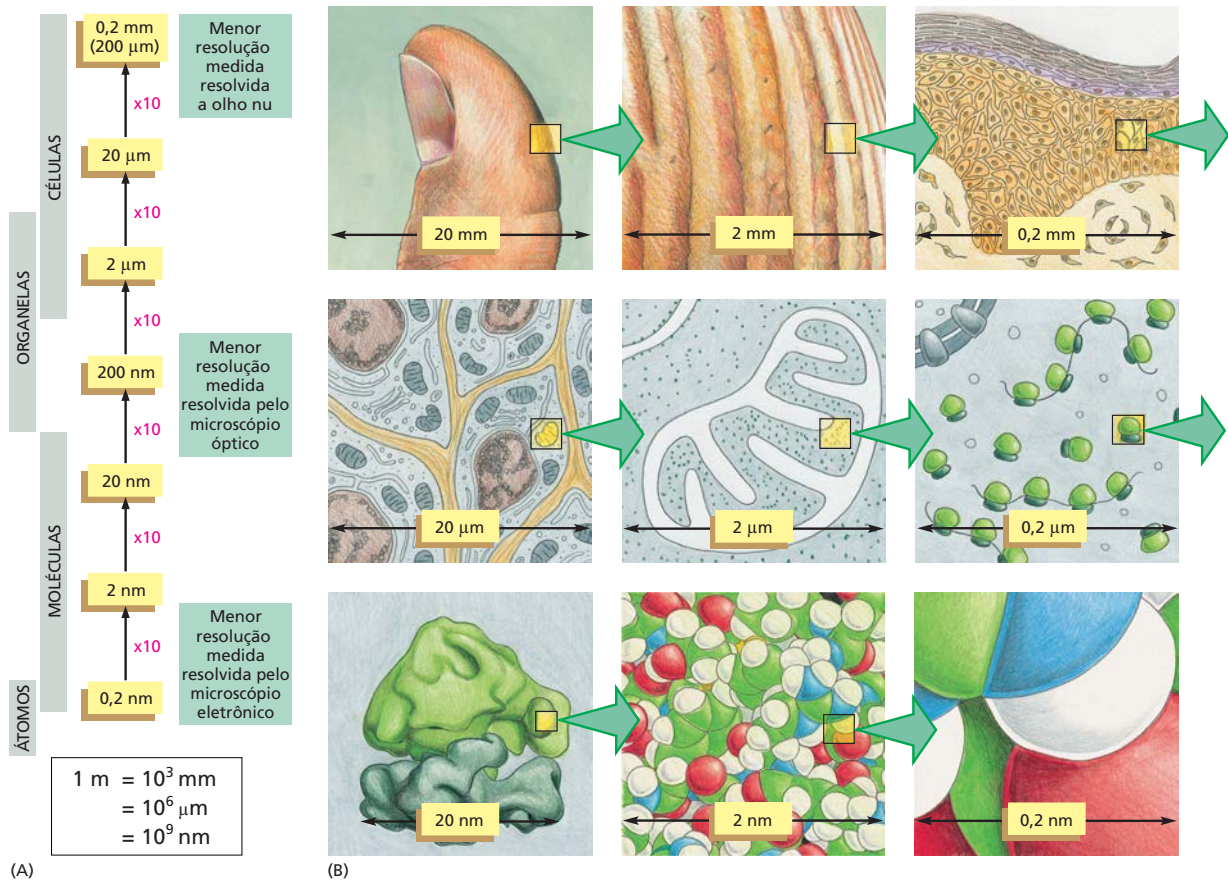 0,2 mm
(200 µm)
Menor
resolução
medida
resolvida
a olho nu
x10
20 µm
x10
2 µm
x10
200 nm
Menor
resolução
medida
resolvida pelo
microscópio
óptico
x10
20 nm
x10
2 nm
x10
0,2 nm
Menor
resolução
medida
resolvida pelo
microscópio
eletrônico
CÉLULAS
ORGANELAS
MOLÉCULAS
ÁTOMOS
1 m = 10³ mm
= 10⁶ µm
= 10⁹ nm
(A)
20 mm
2 mm
0,2 mm
20 µm
2 µm
0,2 µm
20 nm
2 nm
0,2 nm
(B)